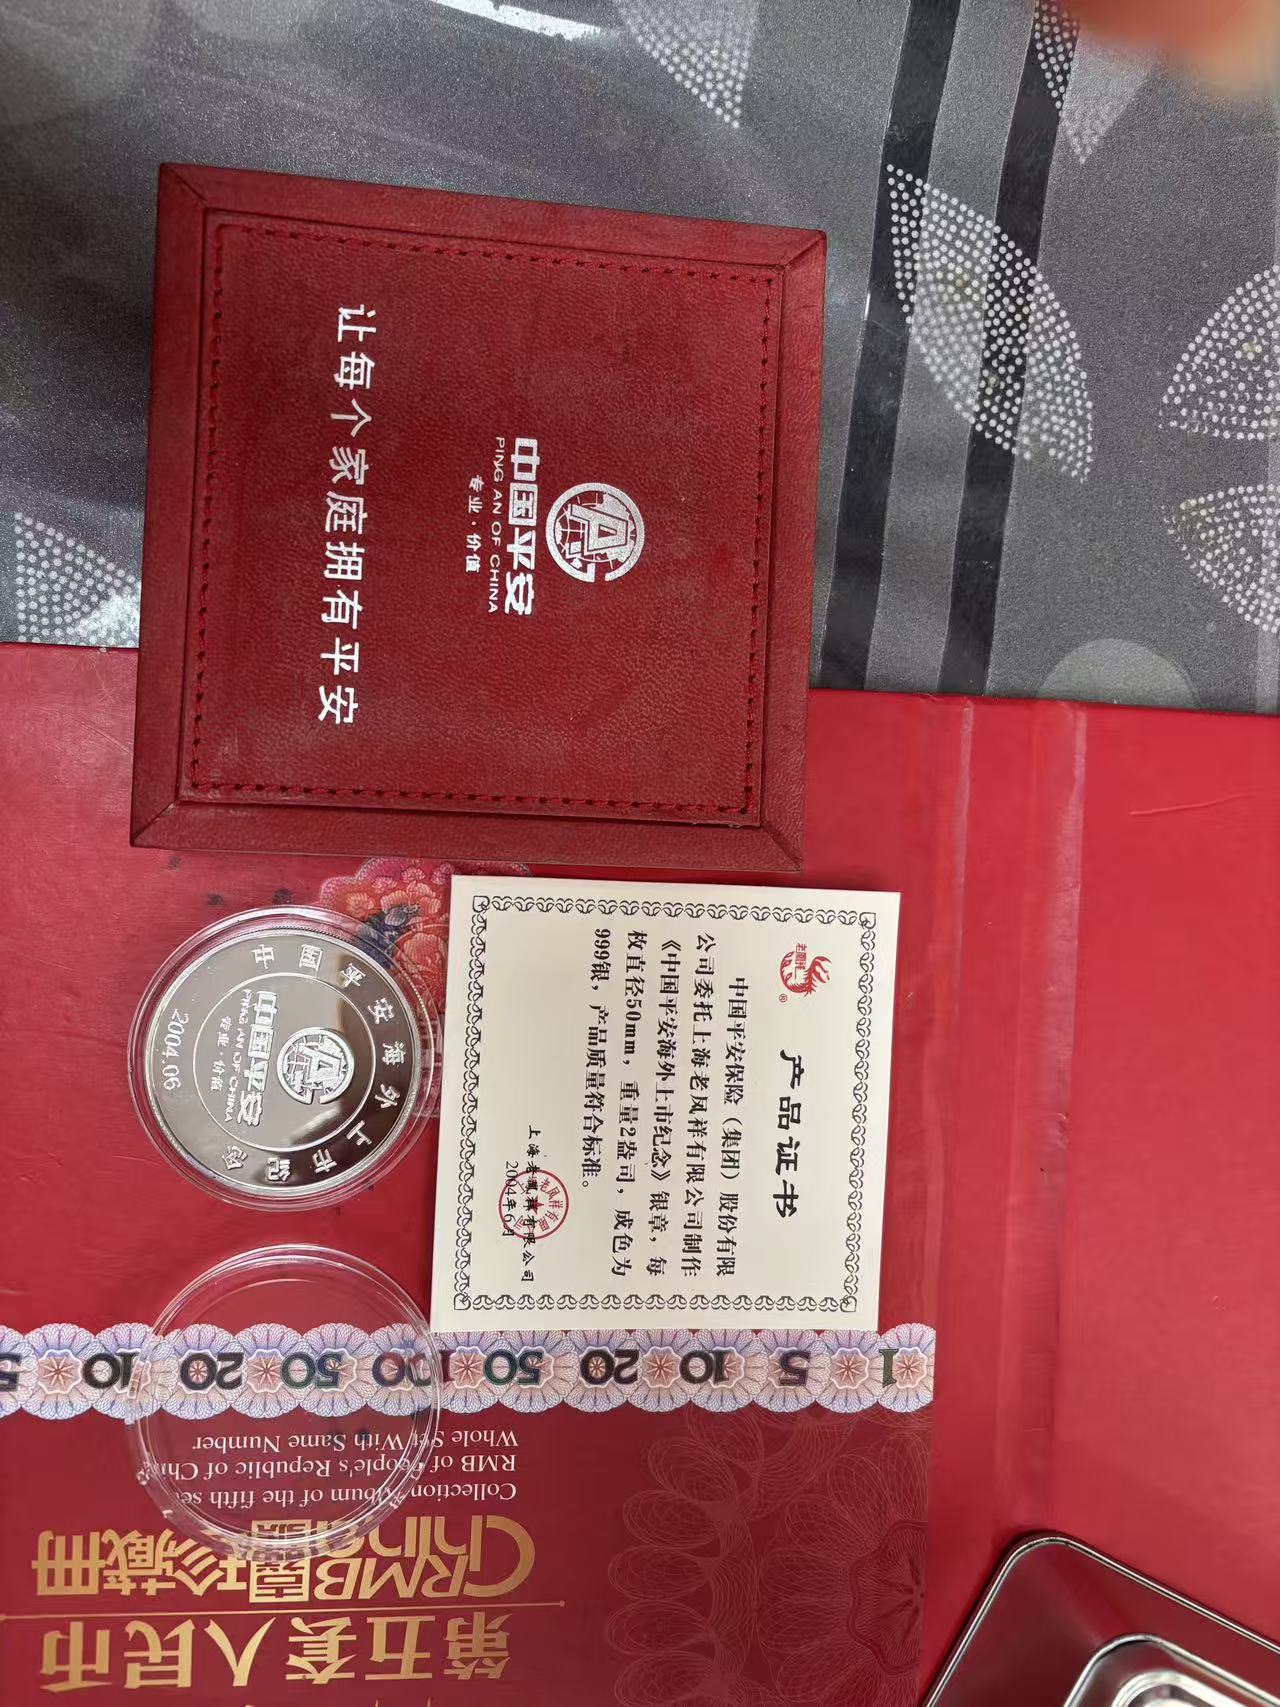 中国平安
PING AN OF CHINA
专业·价值
让每个家庭拥有平安
中国平安海外上市纪念
中国平安
PING AN OF CHINA
专业·价值
2004.06
老鳳祥
®
产品证书
中国平安保险（集团）股份有限
公司委托上海老凤祥有限公司制作
《中国平安海外上市纪念》银章，每
枚直径50mm，重量2盎司，成色为
999银，产品质量符合标准。
上海老凤祥有限公司
2004年6月
1 5 10 20 50 100 50 20 10 5
第五套人民币
珍藏册
Collection Album of the fifth se
RMB of People's Republic of Chi
Whole Set With Same Number